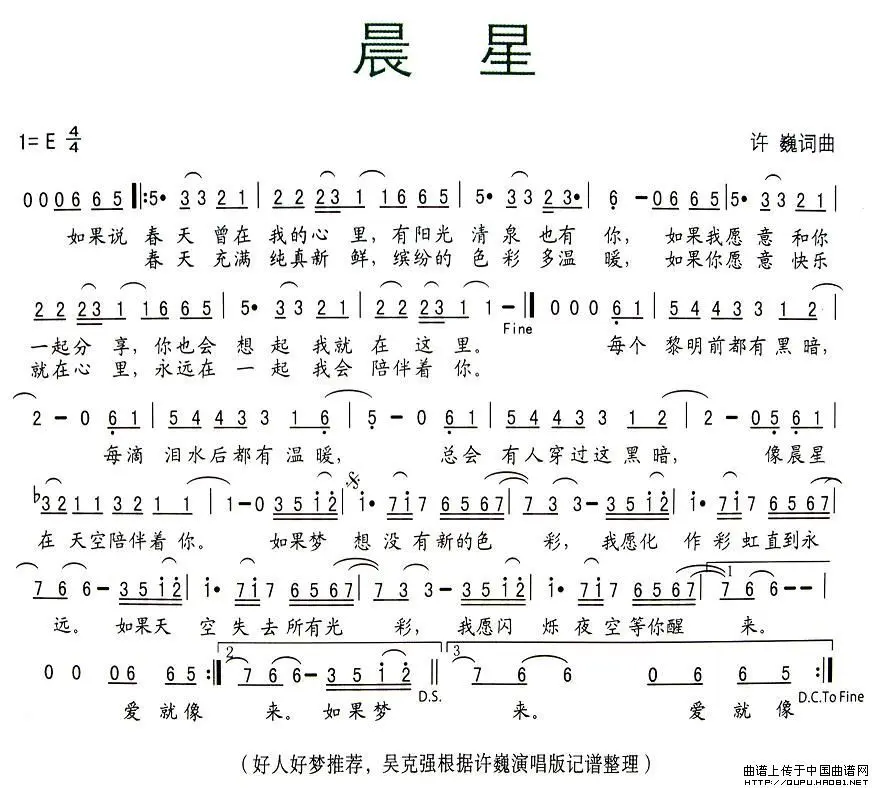 晨 星
1= E 4/4
许 巍词曲
0 0 0 6 6 6 5 ‖: 5• 3 3 2 1 | 2 2 2 3 1 1 6 6 5 | 5• 3 3 2 3• | 6 – 0 6 6 5 | 5• 3 3 2 1 |
如果说 春 天 曾 在 我 的 心 里, 有 阳光 清 泉 也 有 你, 如果我 愿 意 和你
春 天 充 满 纯 真 新 鲜, 缤纷的 色 彩 多 温 暖, 如果你 愿 意 快乐
2 2 2 3 1 1 6 6 5 | 5• 3 3 2 1 | 2 2 2 3 1 1 – ‖ 0 0 0 6 1 | 5 4 4 3 3 1 2 |
Fine
一起 分 享, 你也会 想 起 我 就 在 这 里。 每个 黎明前都有 黑 暗,
就在 心 里, 永远在 一 起 我 会 陪伴着 你。
2 – 0 6 1 | 5 4 4 3 3 1 6 | 5 – 0 6 1 | 5 4 4 3 3 1 2 | 2 – 0 5 6 1 |
每滴 泪水后都有 温 暖, 总会 有人穿过这 黑 暗, 像晨星
♭3 2 1 1 3 2 1 1 | 1 – 0 3 5 i 2 | i• 7 i 7 6 5 6 7 | 7 3 3 – 3 5 i 2 | i• 7 i 7 6 5 6 7 |
在 天空陪伴着 你。 如果梦 想 没 有 新的色 彩, 我愿化 作 彩 虹 直到永
7 6 6 – 3 5 i 2 | i• 7 i 7 6 5 6 7 | 7 3 3 – 3 5 i 2 | i• 7 i 7 6 5 6 7 | 1 7 6 6 – – |
远。 如果天 空 失 去 所有光 彩, 我愿闪 烁 夜 空 等你醒 来。
0 0 0 6 6 5 :‖ 2 7 6 6 – 3 5 i 2 ‖ 3 7 6 6 0 6 6 5 :‖
D.S.
D.C.To Fine
爱 就像 来。 如果梦 来。 爱 就 像
(好人好梦推荐, 吴克强根据许巍演唱版记谱整理)
曲谱上传于中国曲谱网
HTTP://QUPU.HAO81.NET